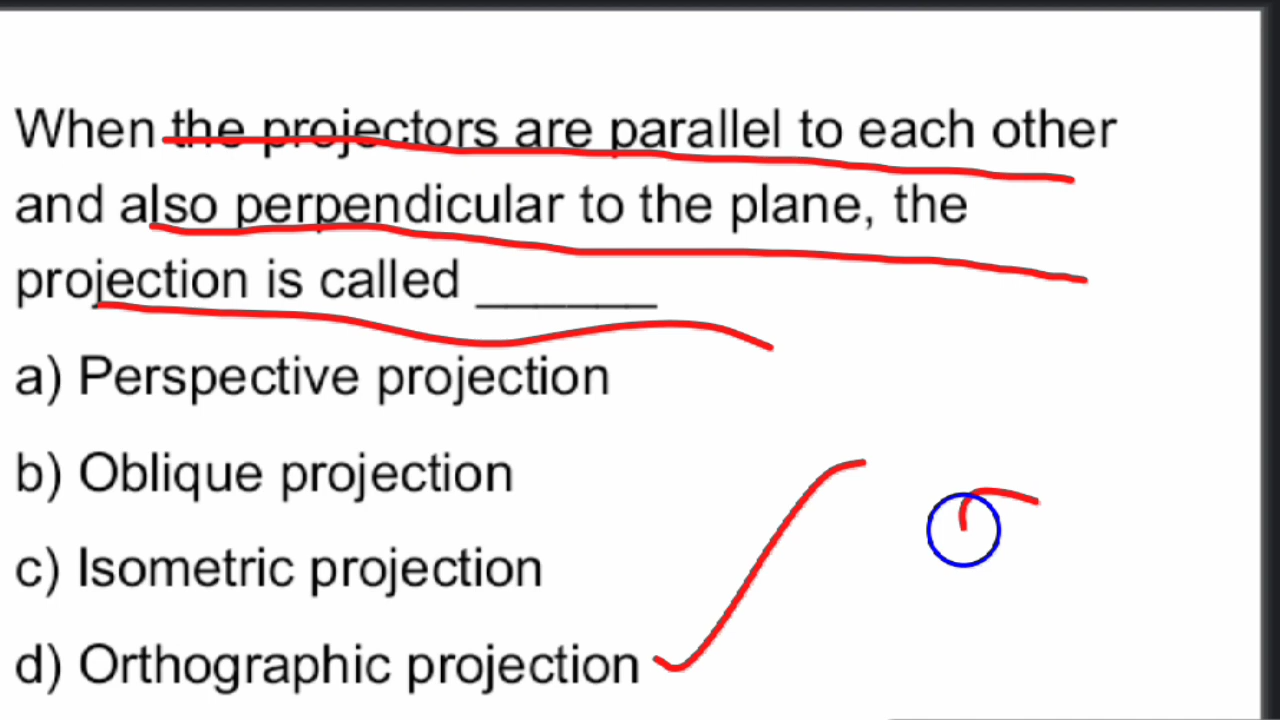 When the projectors are parallel to each other
and also perpendicular to the plane, the
projection is called ______
a) Perspective projection
b) Oblique projection
c) Isometric projection
d) Orthographic projection